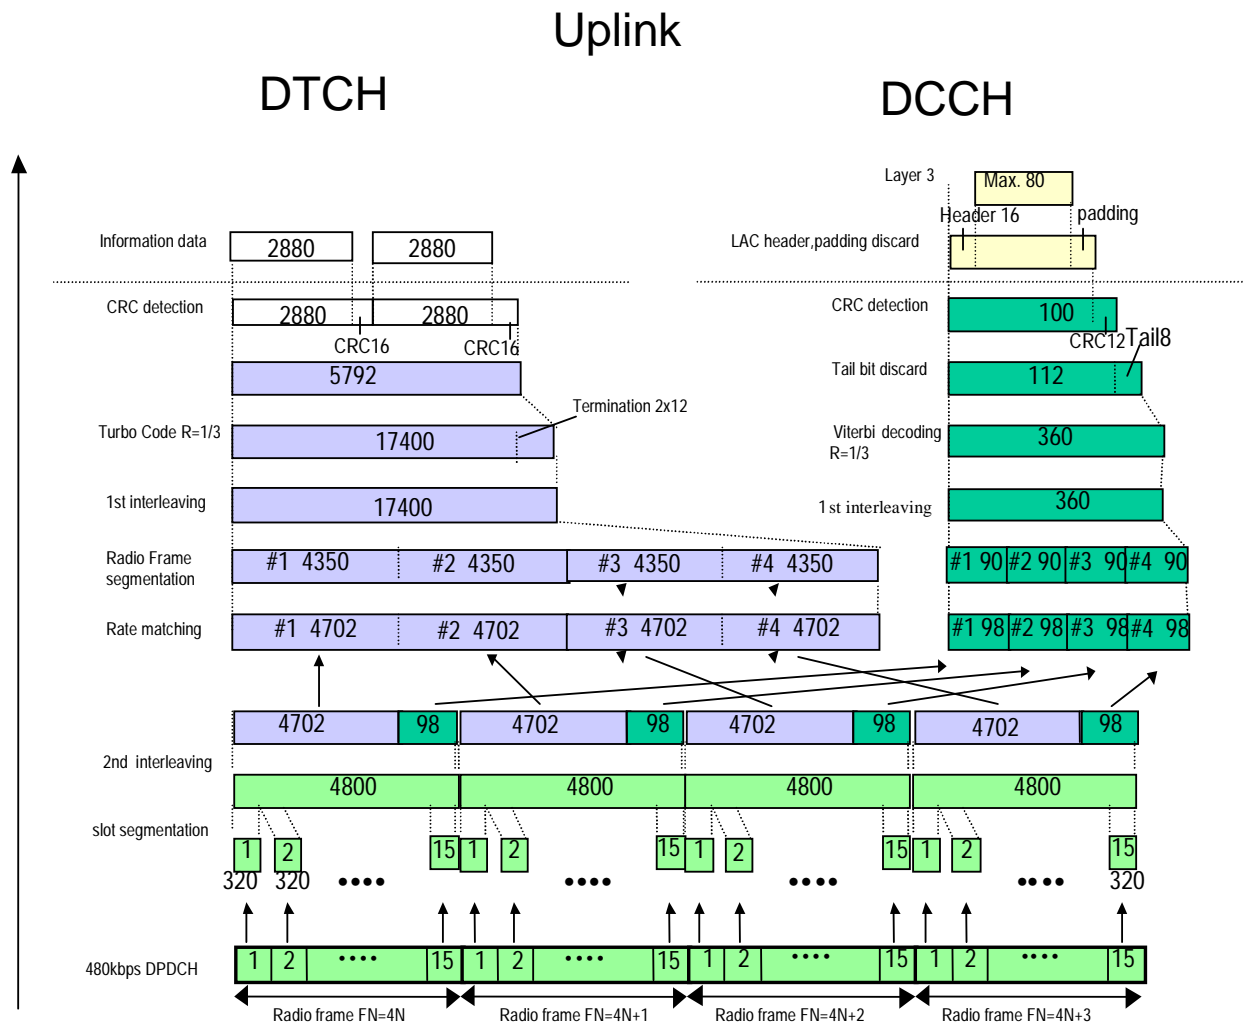 Uplink
DTCH
DCCH
Layer 3
Max. 80
Header 16
padding
Information data
2880
2880
LAC header,padding discard
CRC detection
2880
2880
CRC16
CRC16
CRC detection
100
CRC12
Tail8
5792
Tail bit discard
112
Termination 2x12
Turbo Code R=1/3
17400
Viterbi decoding
R=1/3
360
1st interleaving
17400
1st interleaving
360
Radio Frame
segmentation
#1 4350
#2 4350
#3 4350
#4 4350
#1 90
#2 90
#3 90
#4 90
Rate matching
#1 4702
#2 4702
#3 4702
#4 4702
#1 98
#2 98
#3 98
#4 98
4702
98
4702
98
4702
98
4702
98
2nd interleaving
4800
4800
4800
4800
slot segmentation
1
2
15
1
2
15
1
2
15
1
2
15
320
320
••••
••••
••••
••••
320
480kbps DPDCH
1
2
••••
15
1
2
••••
15
1
2
••••
15
1
2
••••
15
Radio frame FN=4N
Radio frame FN=4N+1
Radio frame FN=4N+2
Radio frame FN=4N+3